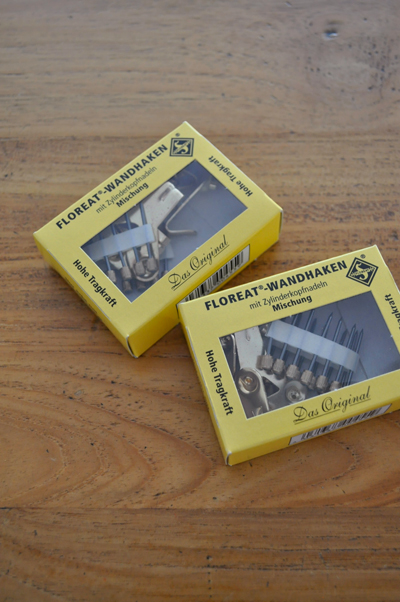 FLOREAT®-WANDHAKEN
mit Zylinderkopfnadeln
Mischung
Hohe Tragkraft
Hohe Tragkraft
Das Original
FLOREAT®-WANDHAKEN
mit Zylinderkopfnadeln
Mischung
Hohe Tragkraft
Das Original